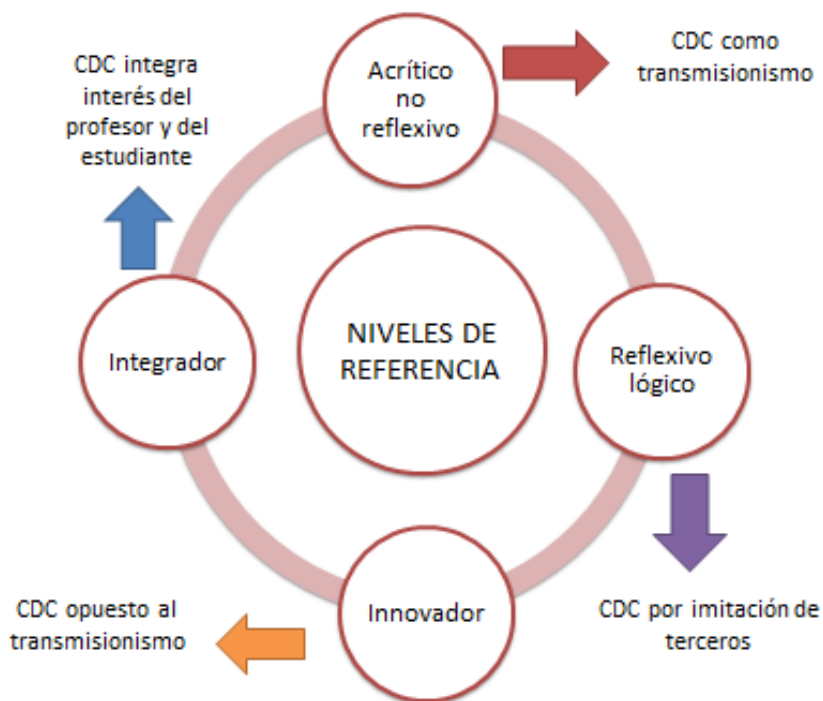 Acrítico
no
reflexivo
CDC como
transmisionismo
CDC integra
interés del
profesor y del
estudiante
NIVELES DE
REFERENCIA
Integrador
Reflexivo
lógico
Innovador
CDC opuesto al
transmisionismo
CDC por imitación de
terceros